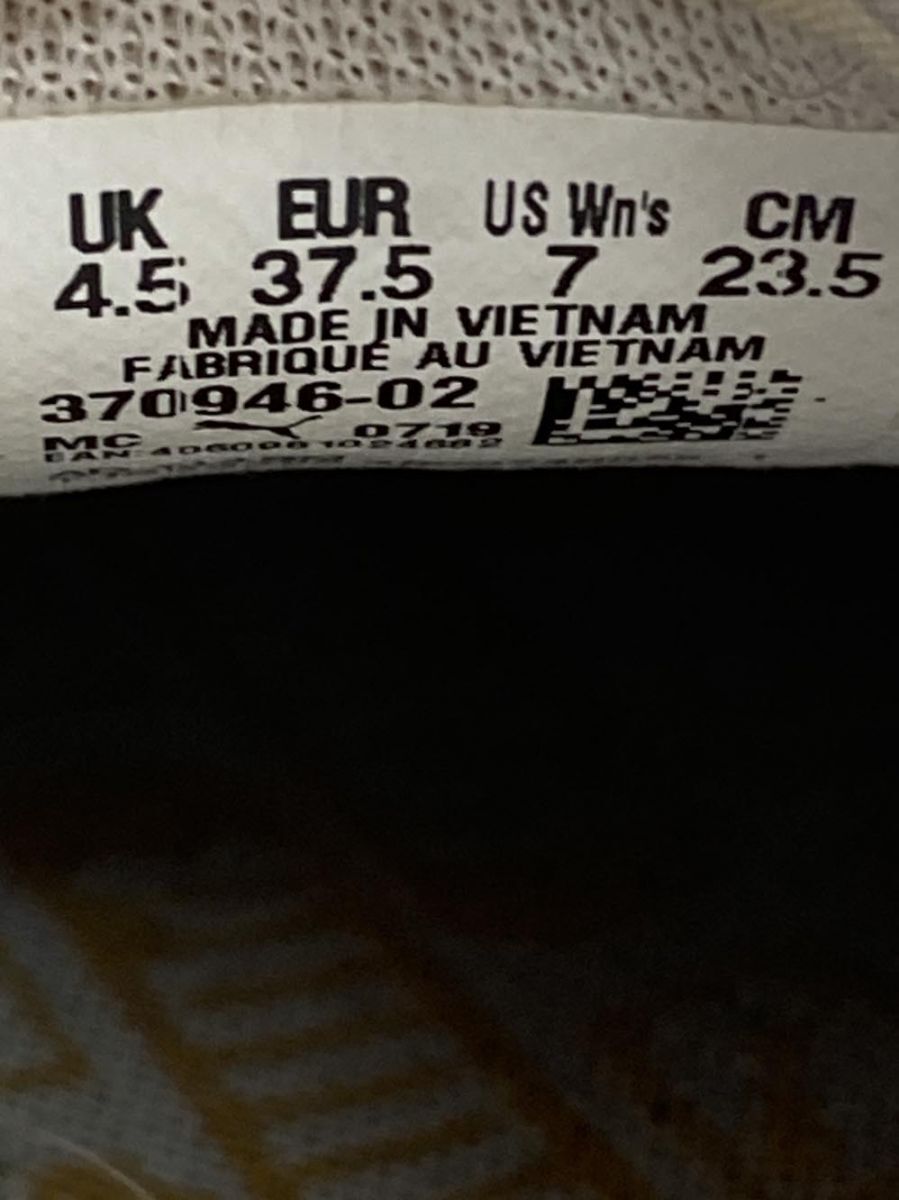 UK EUR US Wn's CM
4.5 37.5 7 23.5
MADE IN VIETNAM
FABRIQUÉ AU VIETNAM
370946-02
MC 0719
EAN: